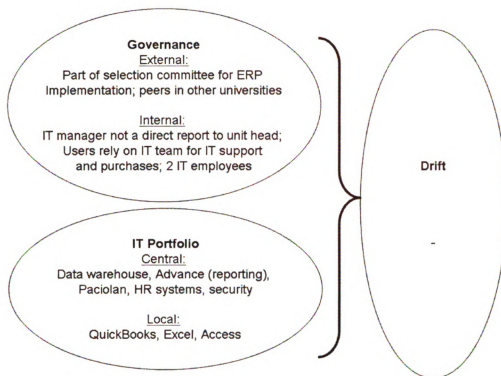 Governance
External:
Part of selection committee for ERP
Implementation; peers in other universities
Internal:
IT manager not a direct report to unit head;
Users rely on IT team for IT support
and purchases; 2 IT employees
IT Portfolio
Central:
Data warehouse, Advance (reporting),
Paciolan, HR systems, security
Local:
QuickBooks, Excel, Access
Drift
-